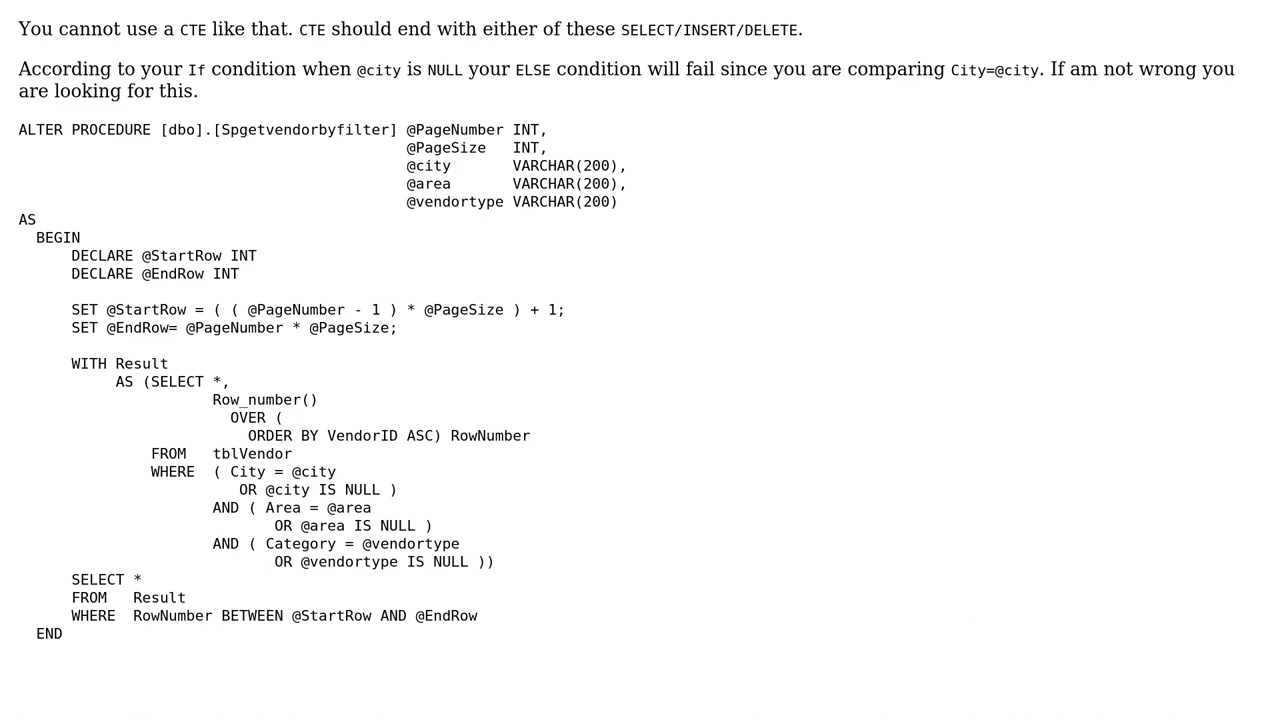 You cannot use a CTE like that. CTE should end with either of these SELECT/INSERT/DELETE.
According to your If condition when @city is NULL your ELSE condition will fail since you are comparing City=@city. If am not wrong you
are looking for this.
ALTER PROCEDURE [dbo].[Spgetvendorbyfilter] @PageNumber INT,
                                            @PageSize   INT,
                                            @city       VARCHAR(200),
                                            @area       VARCHAR(200),
                                            @vendortype VARCHAR(200)
AS
  BEGIN
      DECLARE @StartRow INT
      DECLARE @EndRow INT

      SET @StartRow = ( ( @PageNumber - 1 ) * @PageSize ) + 1;
      SET @EndRow= @PageNumber * @PageSize;

      WITH Result
           AS (SELECT *,
                      Row_number()
                        OVER (
                          ORDER BY VendorID ASC) RowNumber
               FROM   tblVendor
               WHERE  ( City = @city
                         OR @city IS NULL )
                      AND ( Area = @area
                             OR @area IS NULL )
                      AND ( Category = @vendortype
                             OR @vendortype IS NULL ))
      SELECT *
      FROM   Result
      WHERE  RowNumber BETWEEN @StartRow AND @EndRow
  END